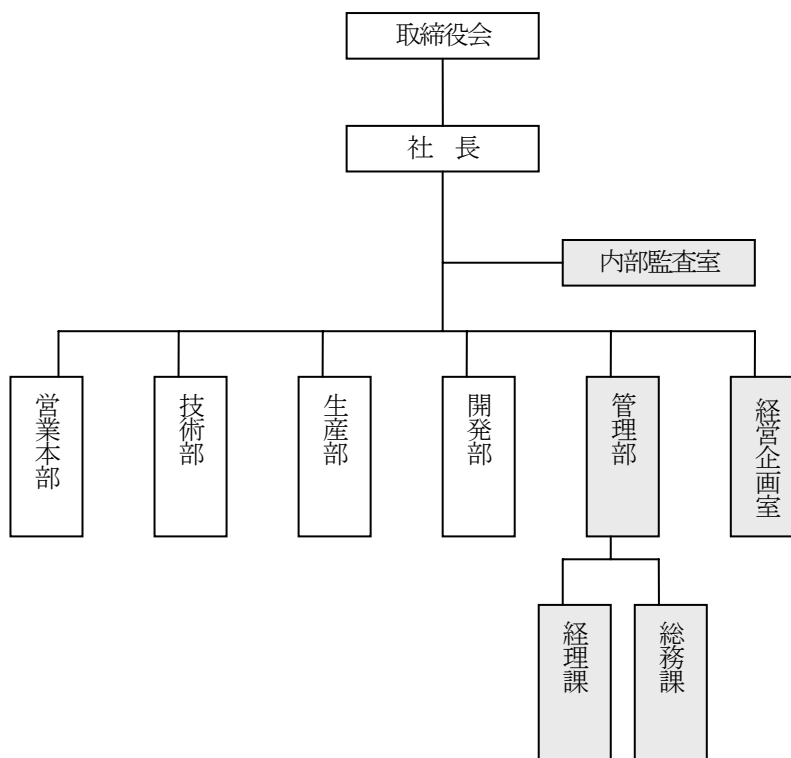 取締役会
社　長
内部監査室
営業本部
技術部
生産部
開発部
管理部
経営企画室
経理課
総務課